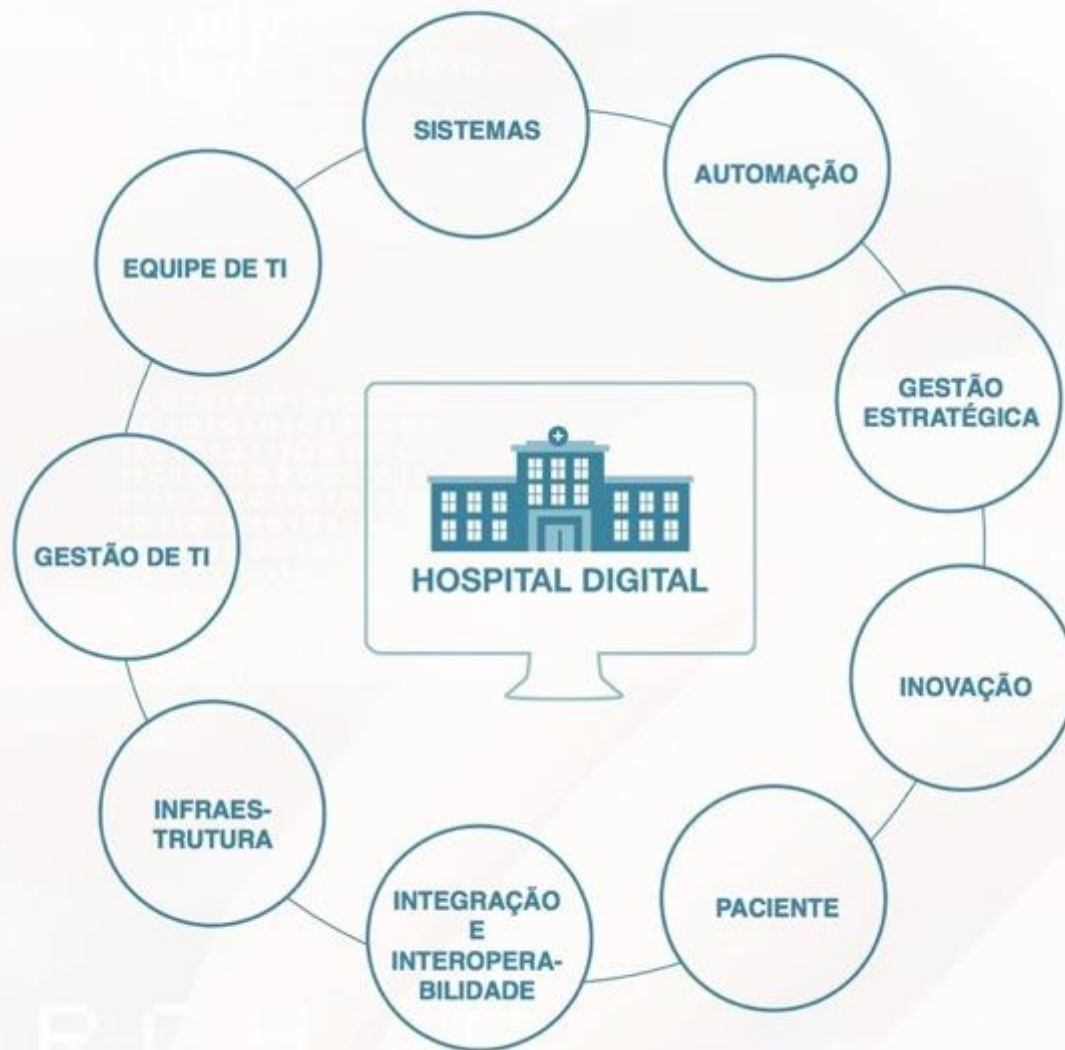 SISTEMAS
AUTOMAÇÃO
GESTÃO
ESTRATÉGICA
INOVAÇÃO
PACIENTE
INTEGRAÇÃO
E
INTEROPERA-
BILIDADE
INFRAES-
TRUTURA
GESTÃO DE TI
EQUIPE DE TI
HOSPITAL DIGITAL